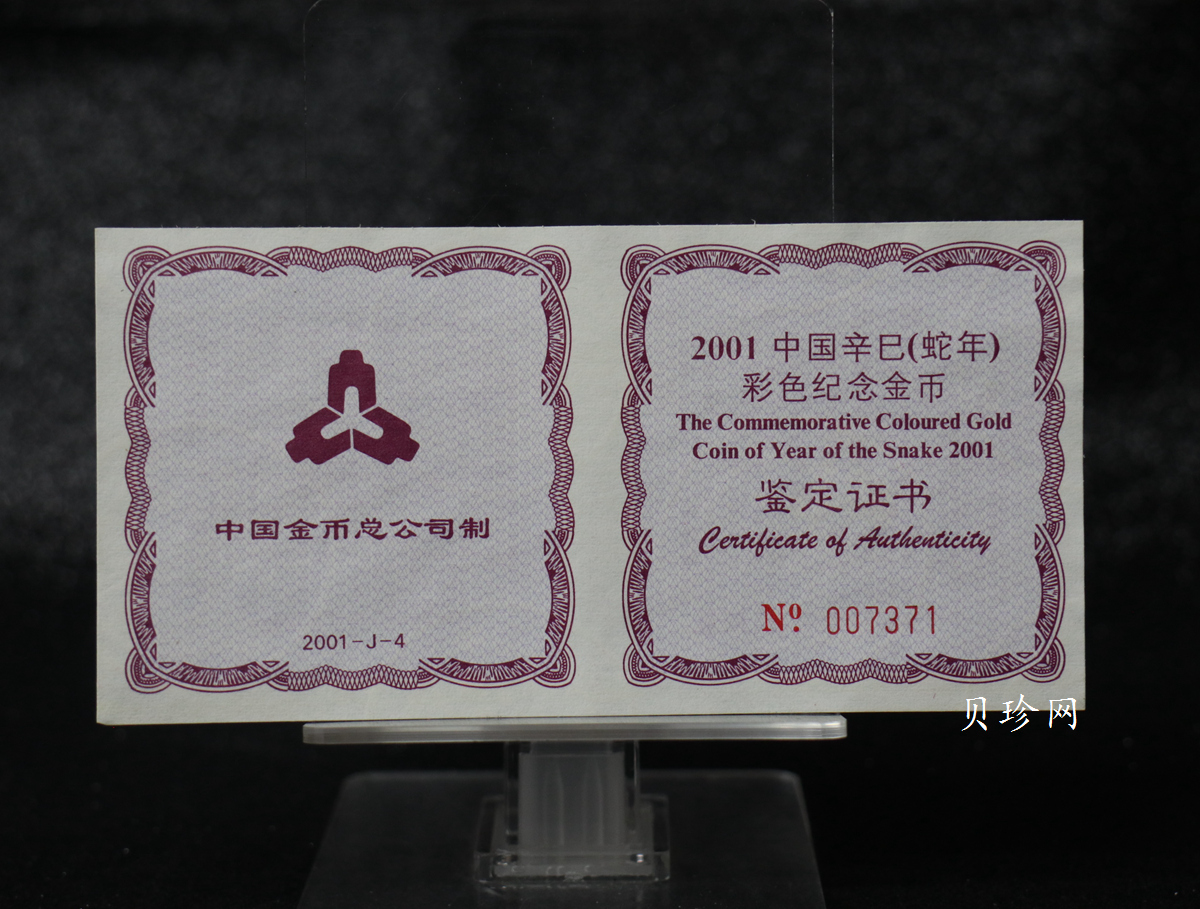 中国金币总公司制
2001-J-4
2001 中国辛巳(蛇年)
彩色纪念金币
The Commemorative Coloured Gold
Coin of Year of the Snake 2001
鉴定证书
Certificate of Authenticity
Nº 007371
贝珍网